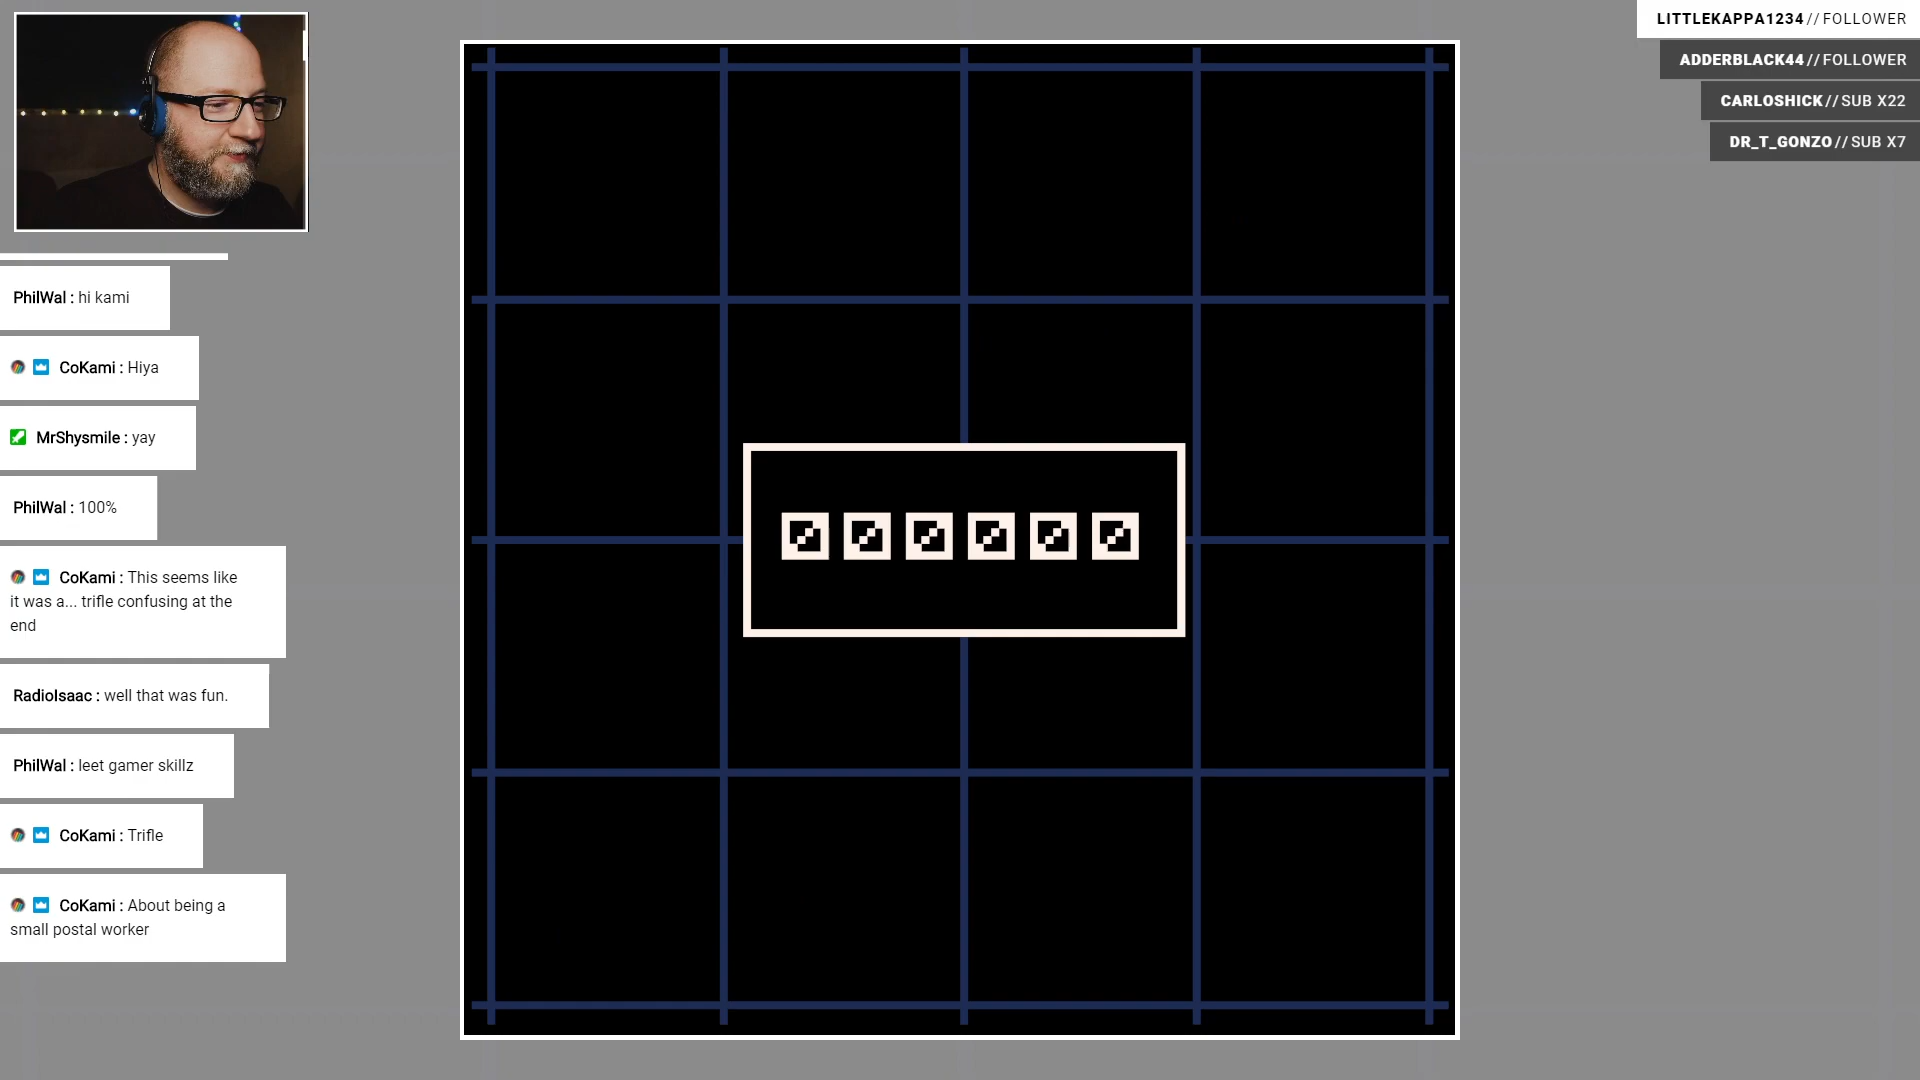 LITTLEKAPPA1234//FOLLOWER
ADDERBLACK44//FOLLOWER
CARLOSHICK//SUB X22
DR_T_GONZO//SUB X7
PhilWal : hi kami
CoKami : Hiya
MrShysmile : yay
PhilWal : 100%
CoKami : This seems like
it was a... trifle confusing at the
end
RadioIsaac : well that was fun.
PhilWal : leet gamer skillz
CoKami : Trifle
CoKami : About being a
small postal worker